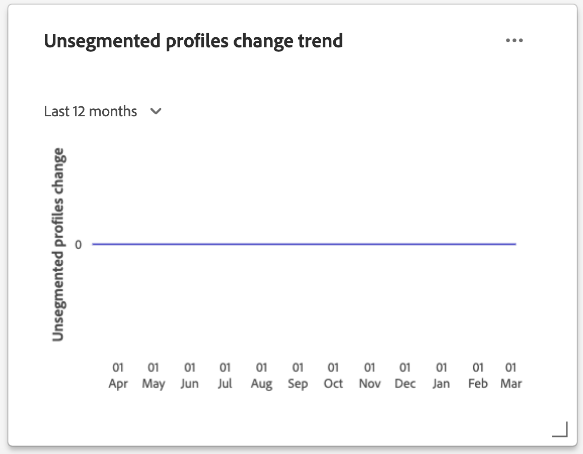 Unsegmented profiles change trend
Last 12 months
Unsegmented profiles change
0
01 01 01 01 01 01 01 01 01 01 01 01
Apr May Jun Jul Aug Sep Oct Nov Dec Jan Feb Mar